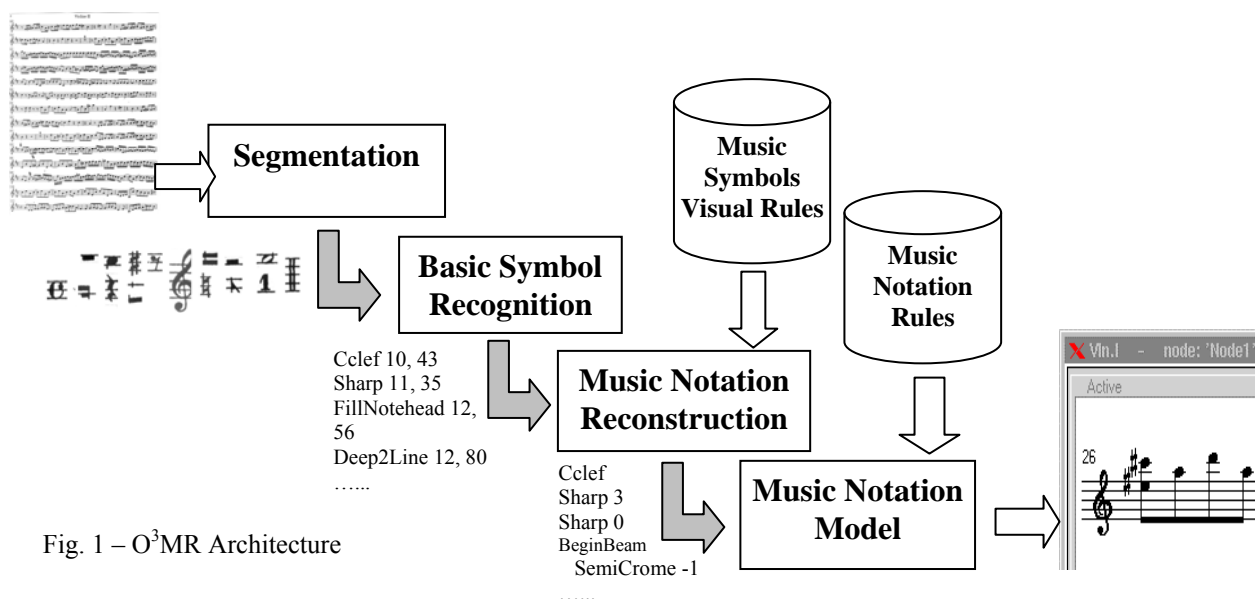 Segmentation
Music
Symbols
Visual Rules
Music
Notation
Rules
Basic Symbol
Recognition
Cclef 10, 43
Sharp 11, 35
FillNotehead 12,
56
Deep2Line 12, 80
…...
Music Notation
Reconstruction
Cclef
Sharp 3
Sharp 0
BeginBeam
SemiCrome -1
Music Notation
Model
X Vln.I - node: 'Node1'
Active
26
Fig. 1 – O³MR Architecture